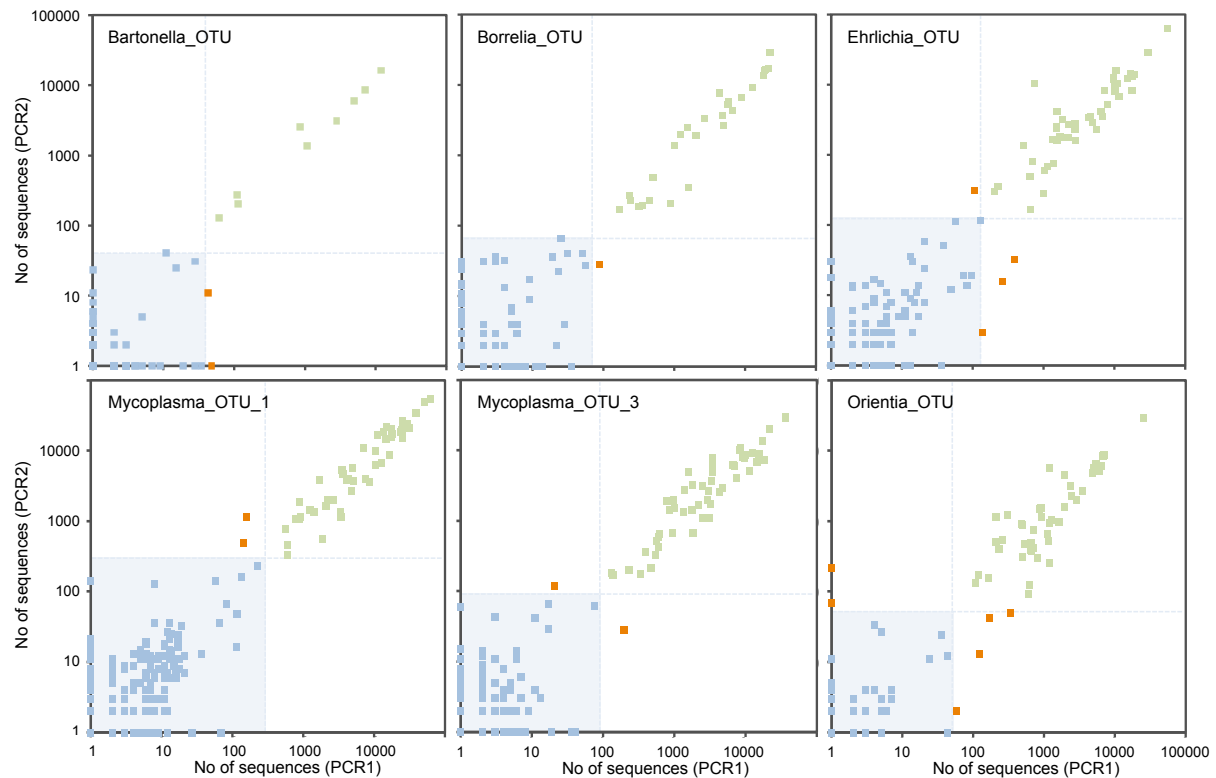 Bartonella_OTU
Borrelia_OTU
Ehrlichia_OTU
No of sequences (PCR2)
100000
10000
1000
100
10
1
Mycoplasma_OTU_1
Mycoplasma_OTU_3
Orientia_OTU
No of sequences (PCR2)
10000
1000
100
10
1
1 10 100 1000 10000
1 10 100 1000 10000
1 10 100 1000 10000 100000
No of sequences (PCR1)
No of sequences (PCR1)
No of sequences (PCR1)